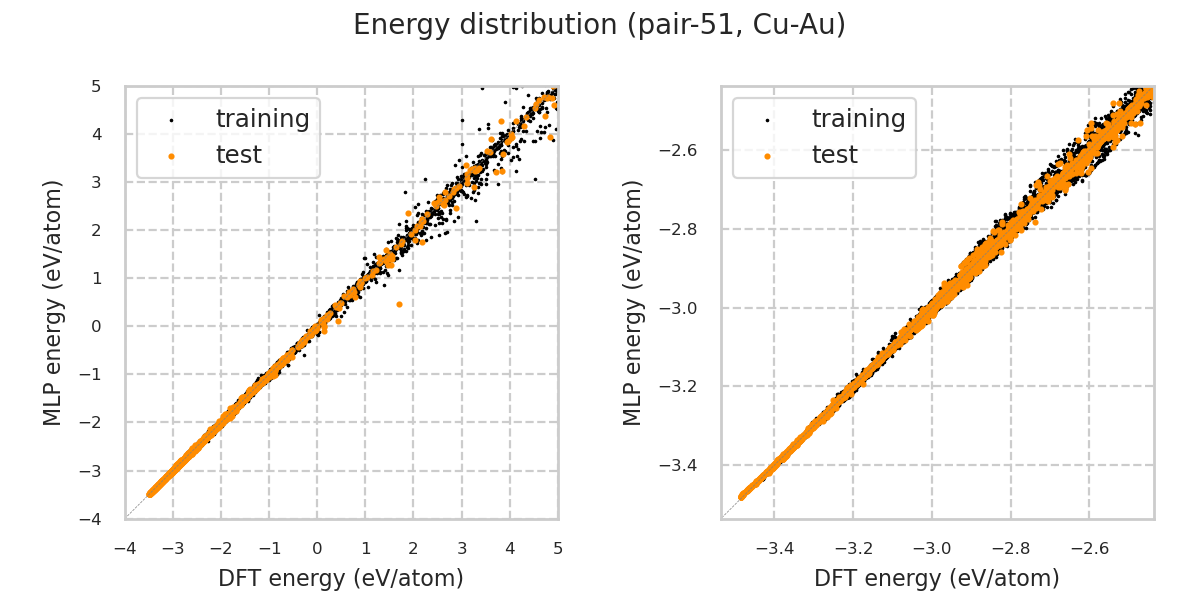 Energy distribution (pair-51, Cu-Au)
training
test
5
4
3
2
1
0
−1
−2
−3
−4
−4 −3 −2 −1 0 1 2 3 4 5
MLP energy (eV/atom)
DFT energy (eV/atom)
training
test
−2.6
−2.8
−3.0
−3.2
−3.4
−3.4 −3.2 −3.0 −2.8 −2.6
MLP energy (eV/atom)
DFT energy (eV/atom)